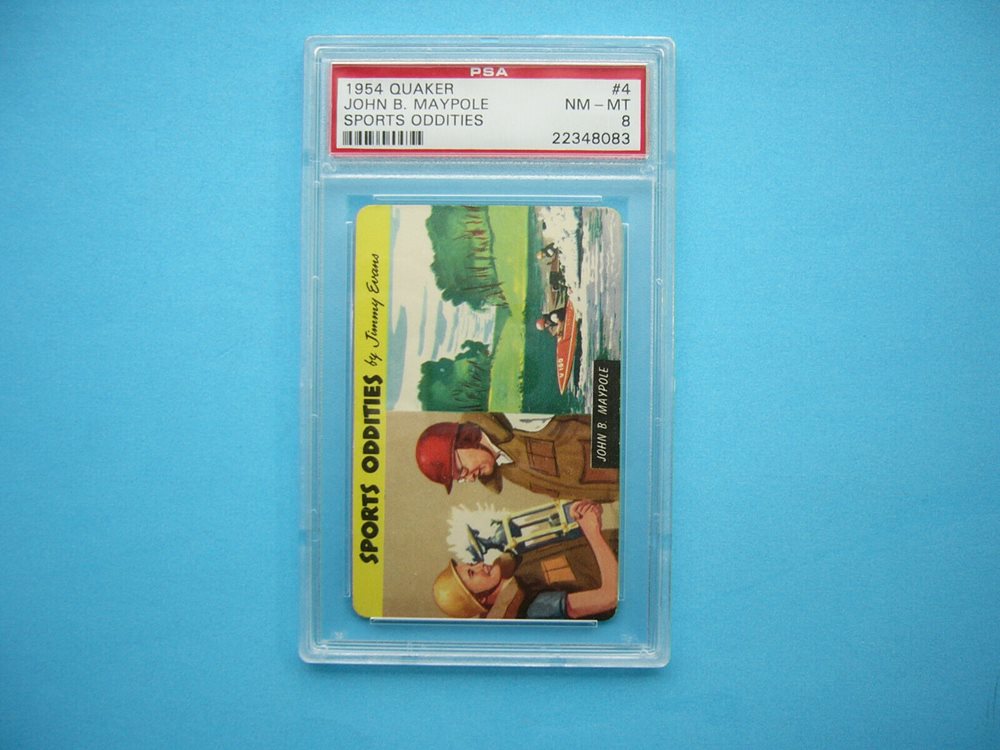 PSA
1954 QUAKER #4
JOHN B. MAYPOLE NM – MT
SPORTS ODDITIES 8
22348083
SPORTS ODDITIES by Jimmy Evans
JOHN B. MAYPOLE